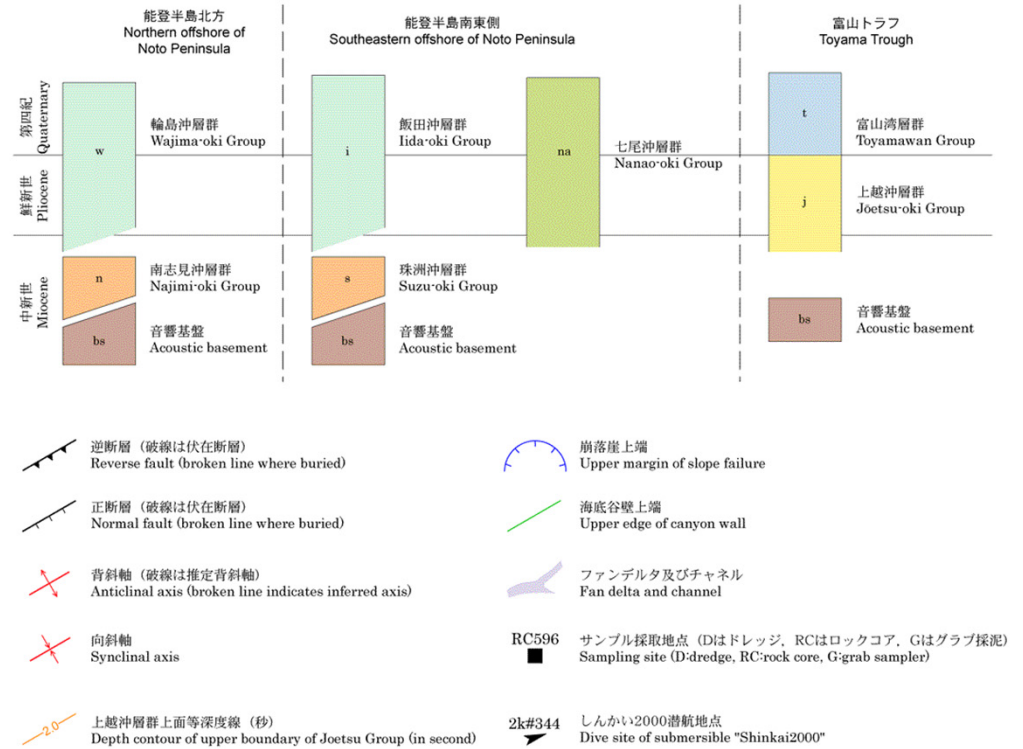 能登半島北方
Northern offshore of
Noto Peninsula
能登半島南東側
Southeastern offshore of Noto Peninsula
富山トラフ
Toyama Trough
第四紀
Quaternary
鮮新世
Pliocene
中新世
Miocene
w
輪島沖層群
Wajima-oki Group
n
南志見沖層群
Najimi-oki Group
bs
音響基盤
Acoustic basement
i
飯田沖層群
Iida-oki Group
s
珠洲沖層群
Suzu-oki Group
bs
音響基盤
Acoustic basement
na
七尾沖層群
Nanao-oki Group
t
富山湾層群
Toyamawan Group
j
上越沖層群
Jōetsu-oki Group
bs
音響基盤
Acoustic basement
逆断層（破線は伏在断層）
Reverse fault (broken line where buried)
正断層（破線は伏在断層）
Normal fault (broken line where buried)
背斜軸（破線は推定背斜軸）
Anticlinal axis (broken line indicates inferred axis)
向斜軸
Synclinal axis
2.0
上越沖層群上面等深度線（秒）
Depth contour of upper boundary of Joetsu Group (in second)
崩落崖上端
Upper margin of slope failure
海底谷壁上端
Upper edge of canyon wall
ファンデルタ及びチャネル
Fan delta and channel
RC596
サンプル採取地点（Dはドレッジ，RCはロックコア，Gはグラブ採泥）
Sampling site (D:dredge, RC:rock core, G:grab sampler)
2k#344
しんかい2000潜航地点
Dive site of submersible "Shinkai2000"